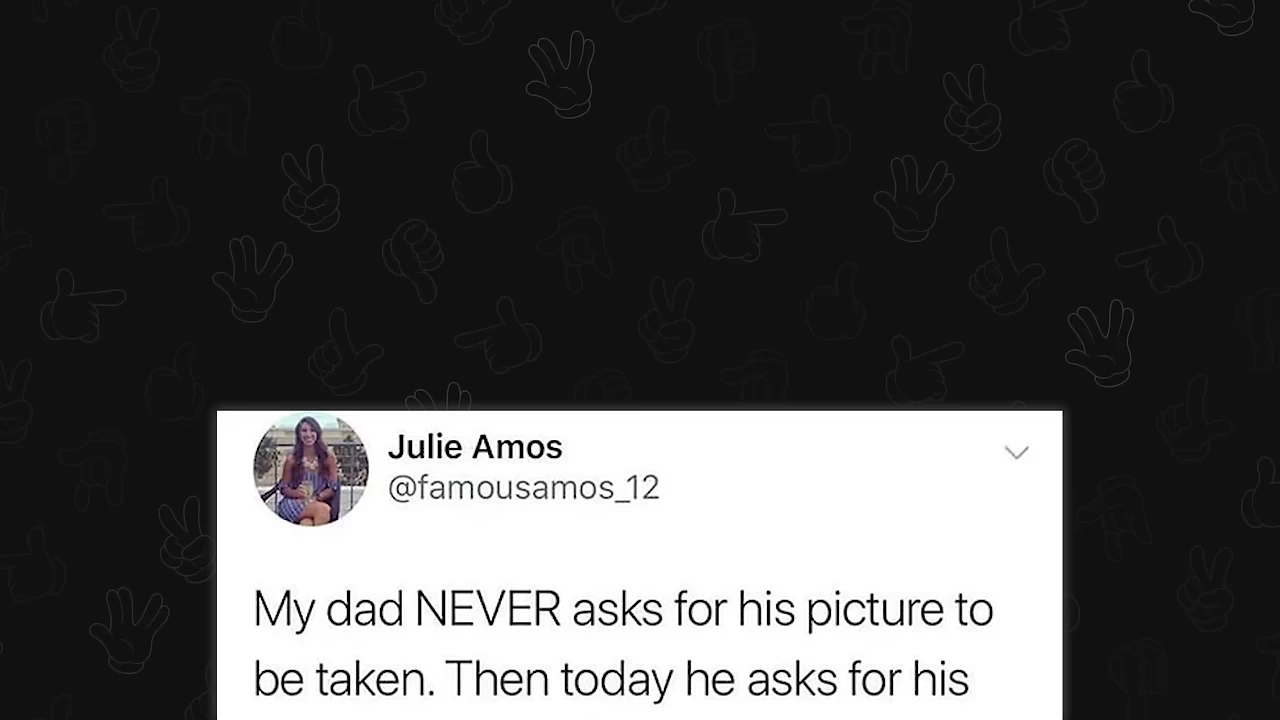 Julie Amos
@famousamos_12
My dad NEVER asks for his picture to
be taken. Then today he asks for his